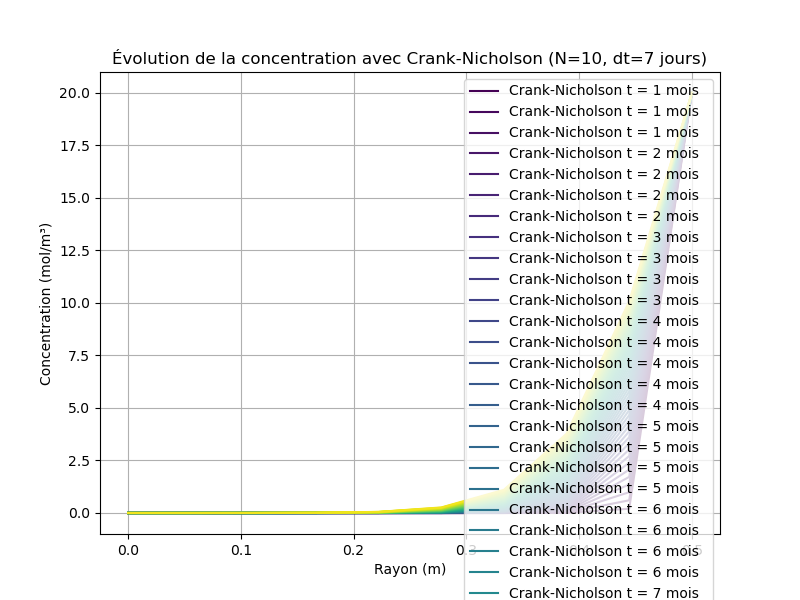 Évolution de la concentration avec Crank-Nicholson (N=10, dt=7 jours)
20.0
17.5
15.0
12.5
10.0
7.5
5.0
2.5
0.0
Concentration (mol/m³)
0.0
0.1
0.2
0.3
0.5
Rayon (m)
Crank-Nicholson t = 1 mois
Crank-Nicholson t = 1 mois
Crank-Nicholson t = 1 mois
Crank-Nicholson t = 2 mois
Crank-Nicholson t = 2 mois
Crank-Nicholson t = 2 mois
Crank-Nicholson t = 2 mois
Crank-Nicholson t = 3 mois
Crank-Nicholson t = 3 mois
Crank-Nicholson t = 3 mois
Crank-Nicholson t = 3 mois
Crank-Nicholson t = 4 mois
Crank-Nicholson t = 4 mois
Crank-Nicholson t = 4 mois
Crank-Nicholson t = 4 mois
Crank-Nicholson t = 4 mois
Crank-Nicholson t = 5 mois
Crank-Nicholson t = 5 mois
Crank-Nicholson t = 5 mois
Crank-Nicholson t = 5 mois
Crank-Nicholson t = 6 mois
Crank-Nicholson t = 6 mois
Crank-Nicholson t = 6 mois
Crank-Nicholson t = 6 mois
Crank-Nicholson t = 7 mois